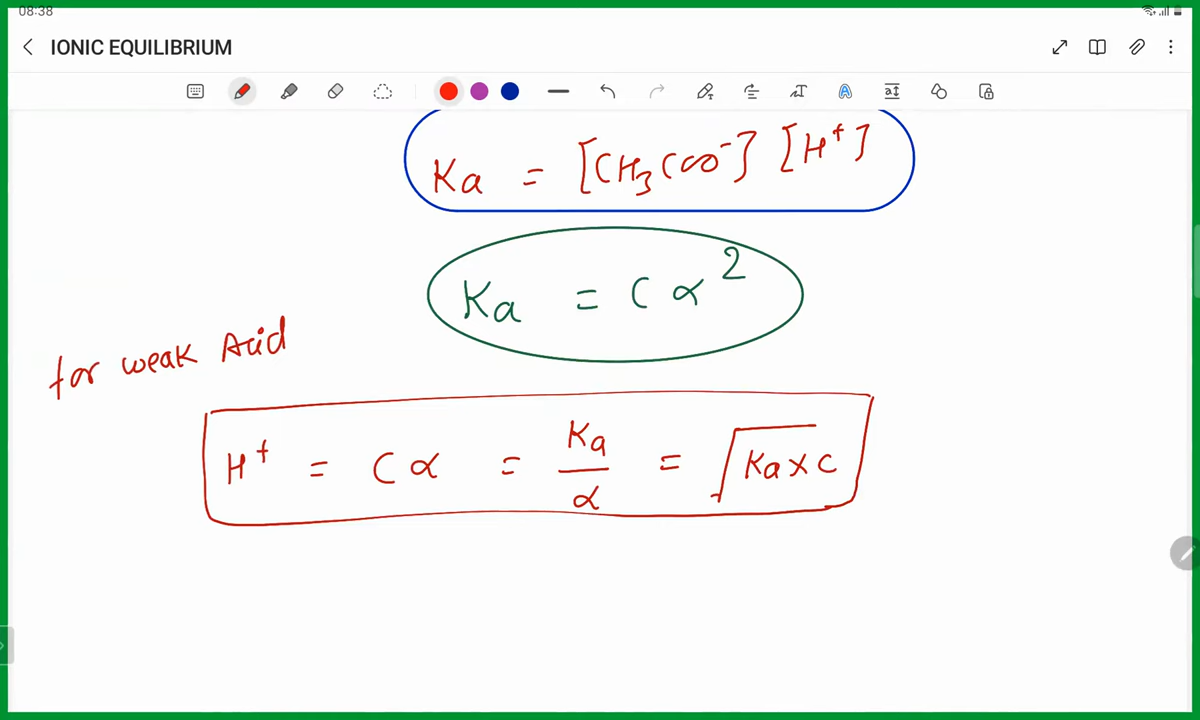 08:38
IONIC EQUILIBRIUM
Ka = [CH₃COO⁻] [H⁺]
Ka = Cα²
for weak Acid
H⁺ = Cα = Ka/α = √Ka×C